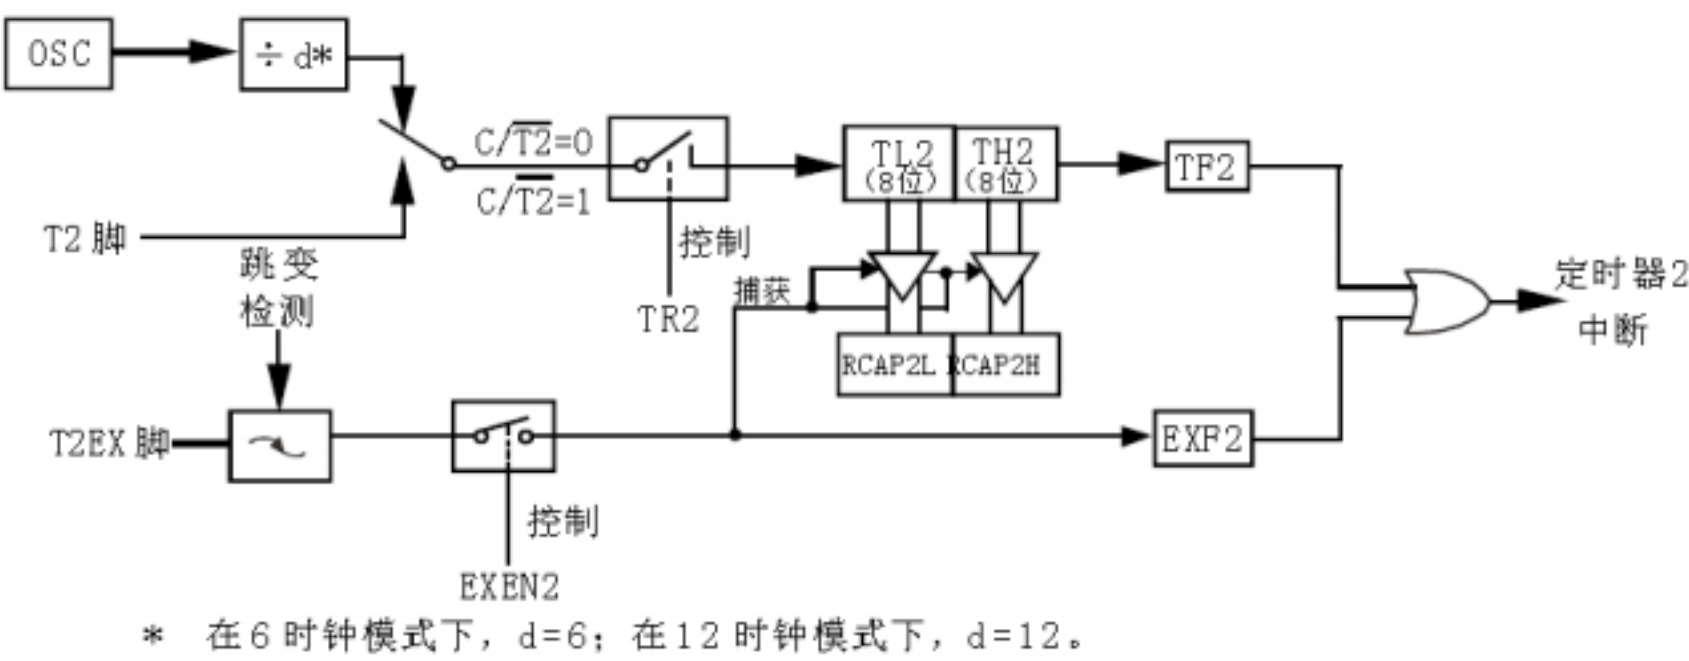 OSC
÷ d*
C/T2=0
C/T2=1
TL2
(8位)
TH2
(8位)
TF2
T2 脚
跳变
检测
控制
TR2
捕获
RCAP2L
RCAP2H
定时器2
中断
T2EX 脚
EXF2
控制
EXEN2
* 在6时钟模式下, d=6; 在12时钟模式下, d=12。